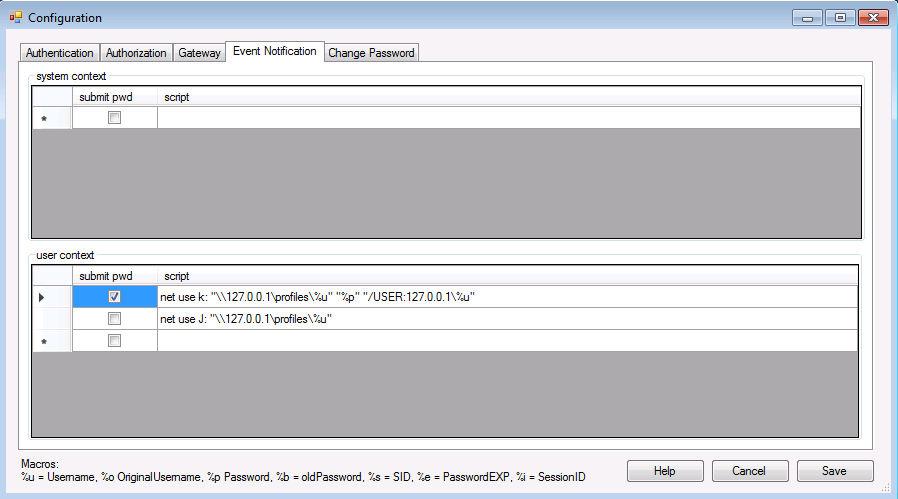 Configuration
Authentication Authorization Gateway Event Notification Change Password
system context
submit pwd script
*
user context
submit pwd script
net use k: "\\127.0.0.1\profiles\%u" "%p" "/USER:127.0.0.1\%u"
net use J: "\\127.0.0.1\profiles\%u"
*
Macros:
%u = Username, %o OriginalUsername, %p Password, %b = oldPassword, %s = SID, %e = PasswordEXP, %i = SessionID
Help Cancel Save